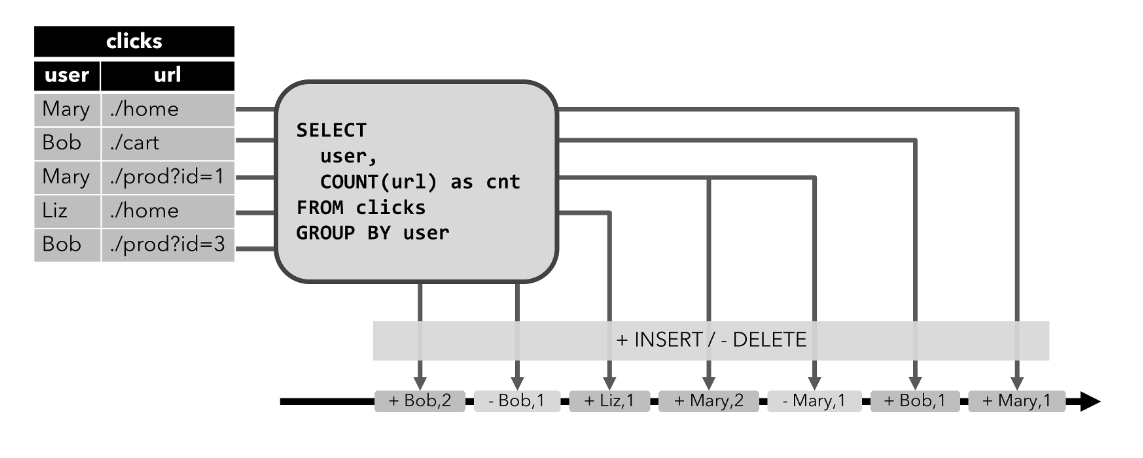 clicks
user url
Mary ./home
Bob ./cart
Mary ./prod?id=1
Liz ./home
Bob ./prod?id=3
SELECT
user,
COUNT(url) as cnt
FROM clicks
GROUP BY user
+ INSERT / - DELETE
+ Bob,2 - Bob,1 + Liz,1 + Mary,2 - Mary,1 + Bob,1 + Mary,1